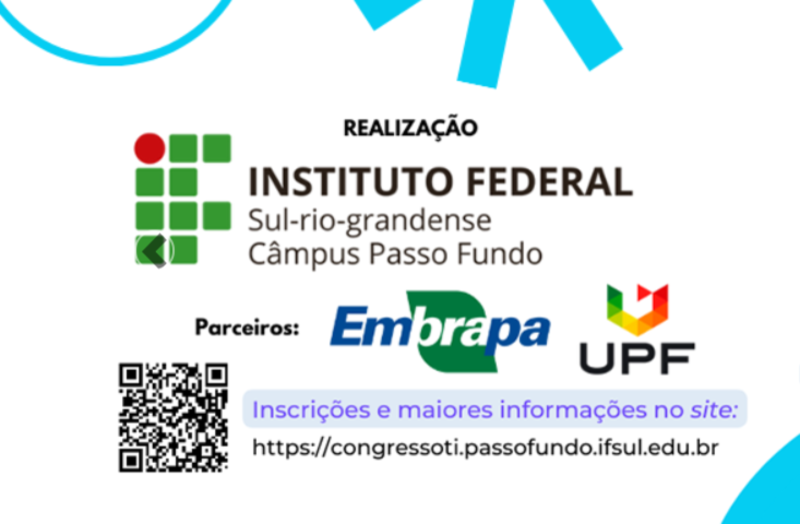 REALIZAÇÃO
INSTITUTO FEDERAL
Sul-rio-grandense
Câmpus Passo Fundo
Parceiros:
Embrapa
UPF
Inscrições e maiores informações no site:
https://congressoti.passofundo.ifsul.edu.br